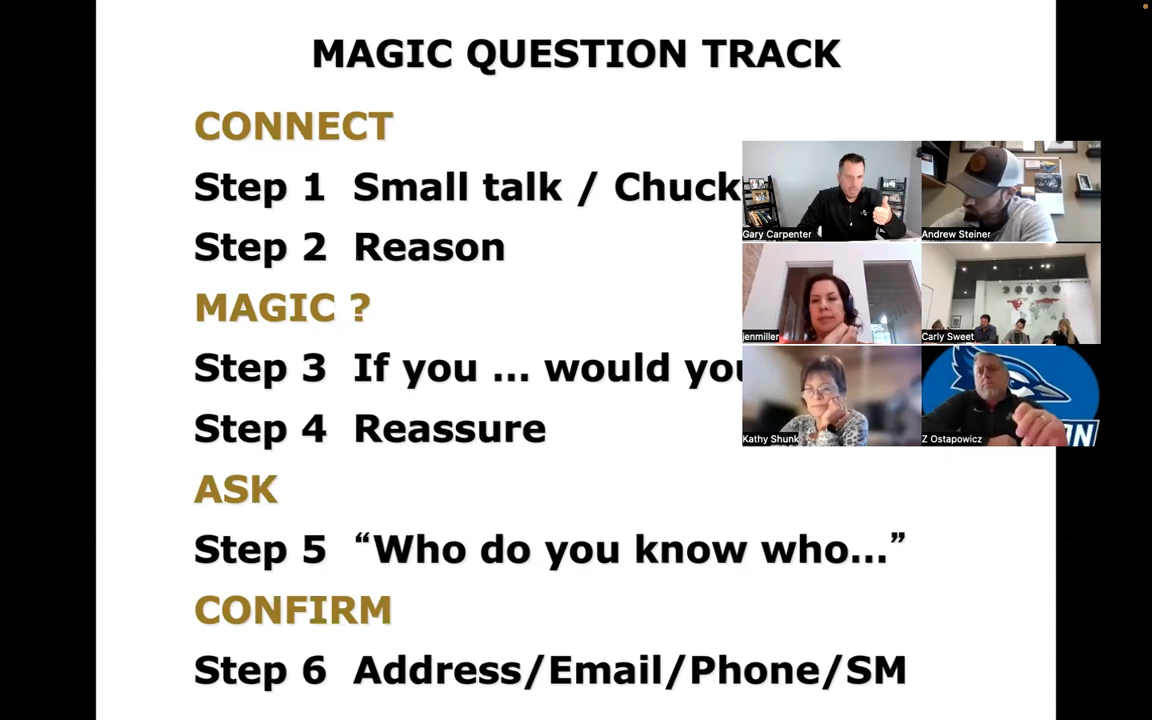 MAGIC QUESTION TRACK
CONNECT
Step 1 Small talk / Chuck
Step 2 Reason
MAGIC ?
Step 3 If you ... would you
Step 4 Reassure
ASK
Step 5 “Who do you know who...”
CONFIRM
Step 6 Address/Email/Phone/SM
Gary Carpenter
Andrew Steiner
jenmiller
Carly Sweet
Kathy Shunk
Z Ostapowicz